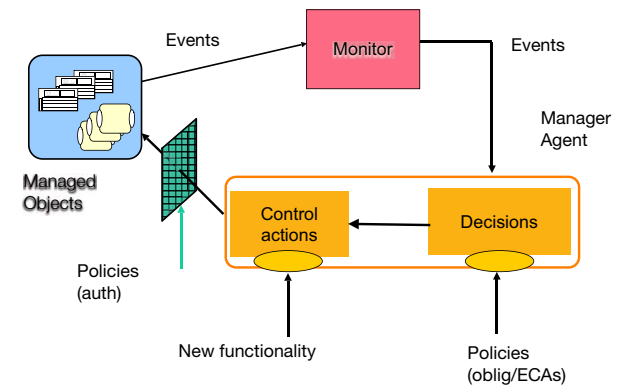 Events
Monitor
Events
Manager
Agent
Managed
Objects
Control
actions
Decisions
Policies
(auth)
New functionality
Policies
(oblig/ECAs)